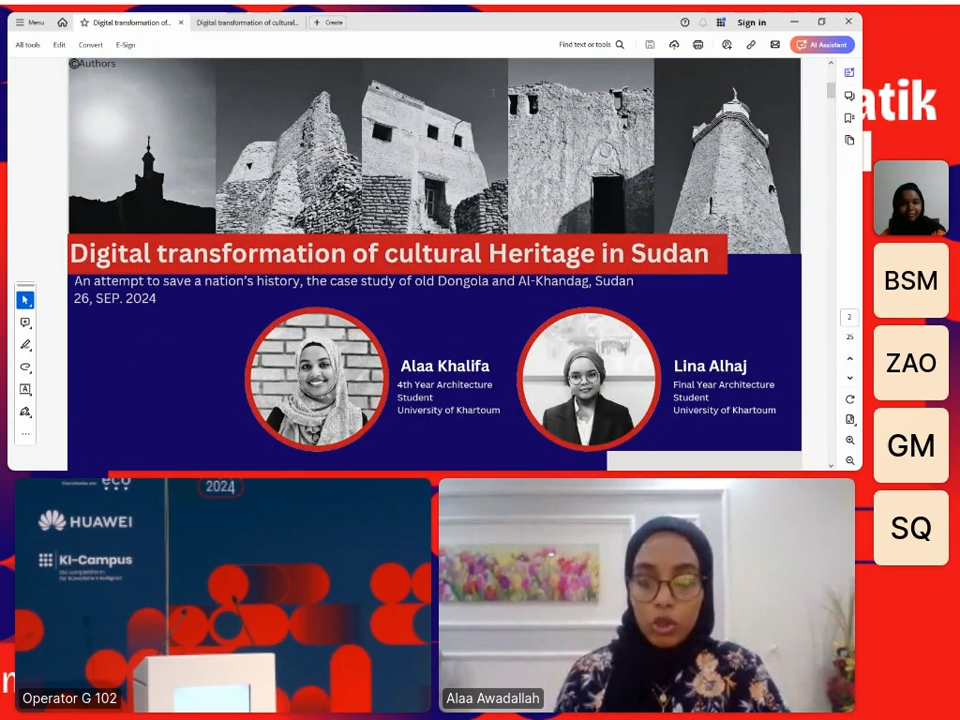 Menu
Digital transformation of..
Digital transformation of cultural...
Create
Sign in
All tools
Edit
Convert
E-Sign
Find text or tools
AI Assistant
©Authors
Digital transformation of cultural Heritage in Sudan
An attempt to save a nation's history, the case study of old Dongola and Al-Khandag, Sudan
26, SEP. 2024
Alaa Khalifa
4th Year Architecture
Student
University of Khartoum
Lina Alhaj
Final Year Architecture
Student
University of Khartoum
2
25
atik
BSM
ZAO
GM
SQ
eco
2024
HUAWEI
KI-Campus
Operator G 102
Alaa Awadallah